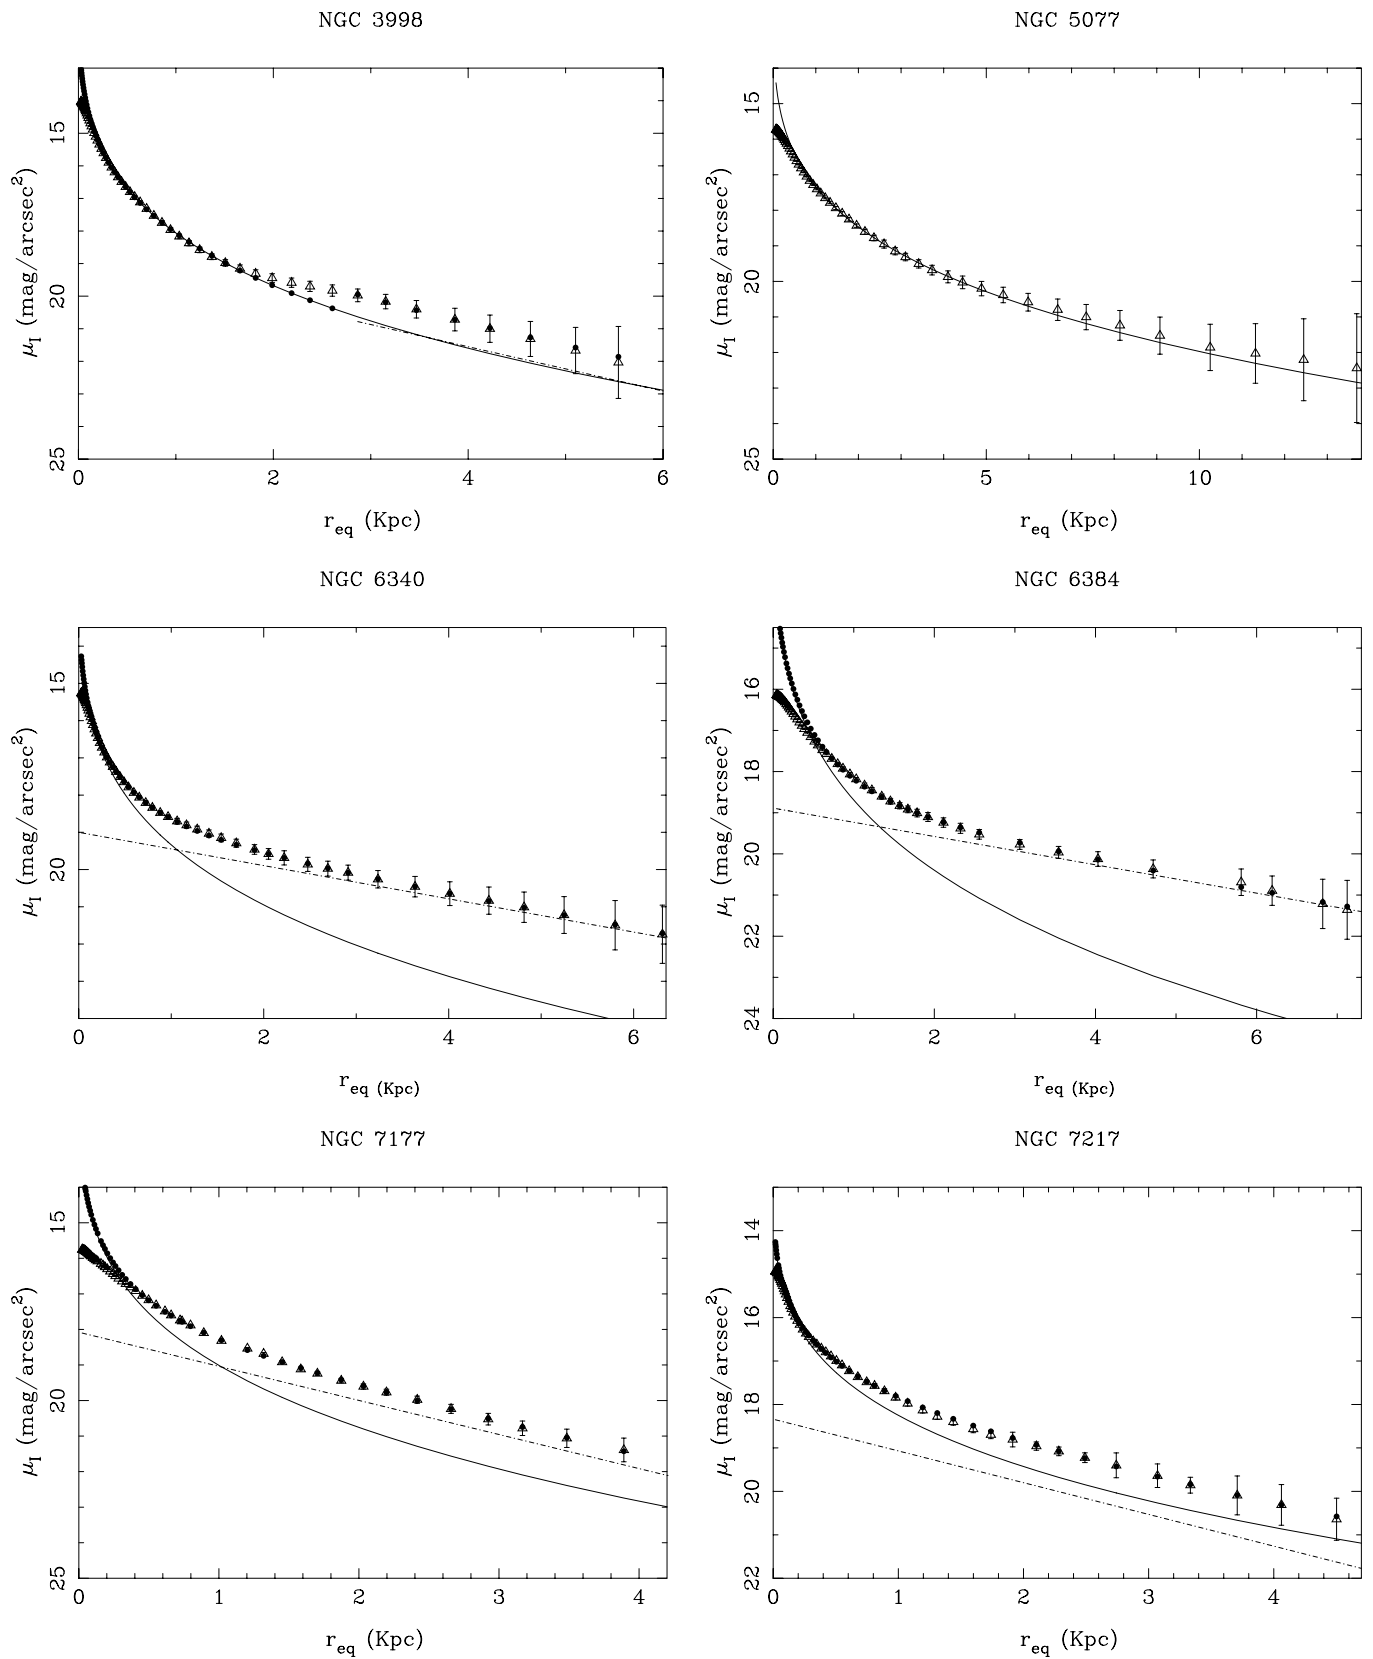 NGC 3998 NGC 5077
μI (mag/arcsec2) 15 20 25 μI (mag/arcsec2) 15 20 25
0 2 4 6 0 5 10
req (Kpc) req (Kpc)
NGC 6340 NGC 6384
μI (mag/arcsec2) 15 20 μI (mag/arcsec2) 16 18 20 22 24
0 2 4 6 0 2 4 6
req (Kpc) req (Kpc)
NGC 7177 NGC 7217
μI (mag/arcsec2) 15 20 25 μI (mag/arcsec2) 14 16 18 20 22
0 1 2 3 4 0 1 2 3 4
req (Kpc) req (Kpc)